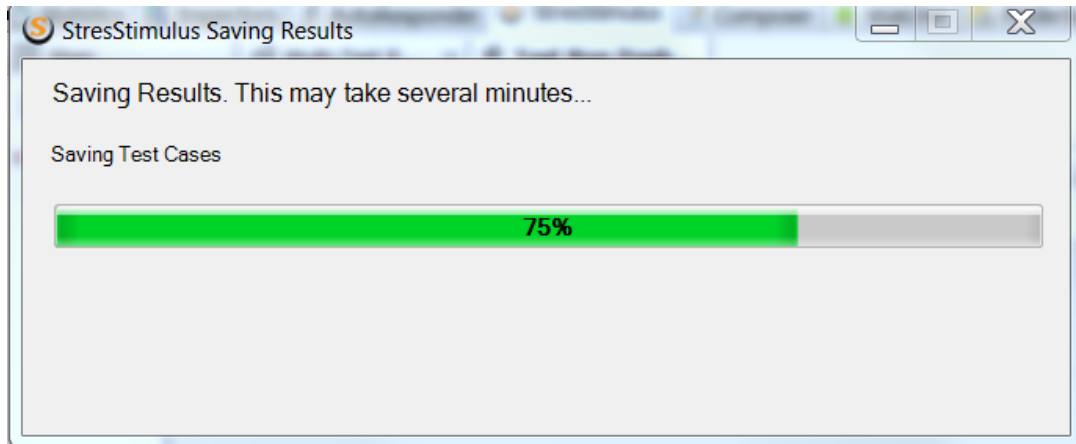 StresStimulus Saving Results
Saving Results. This may take several minutes...
Saving Test Cases
75%